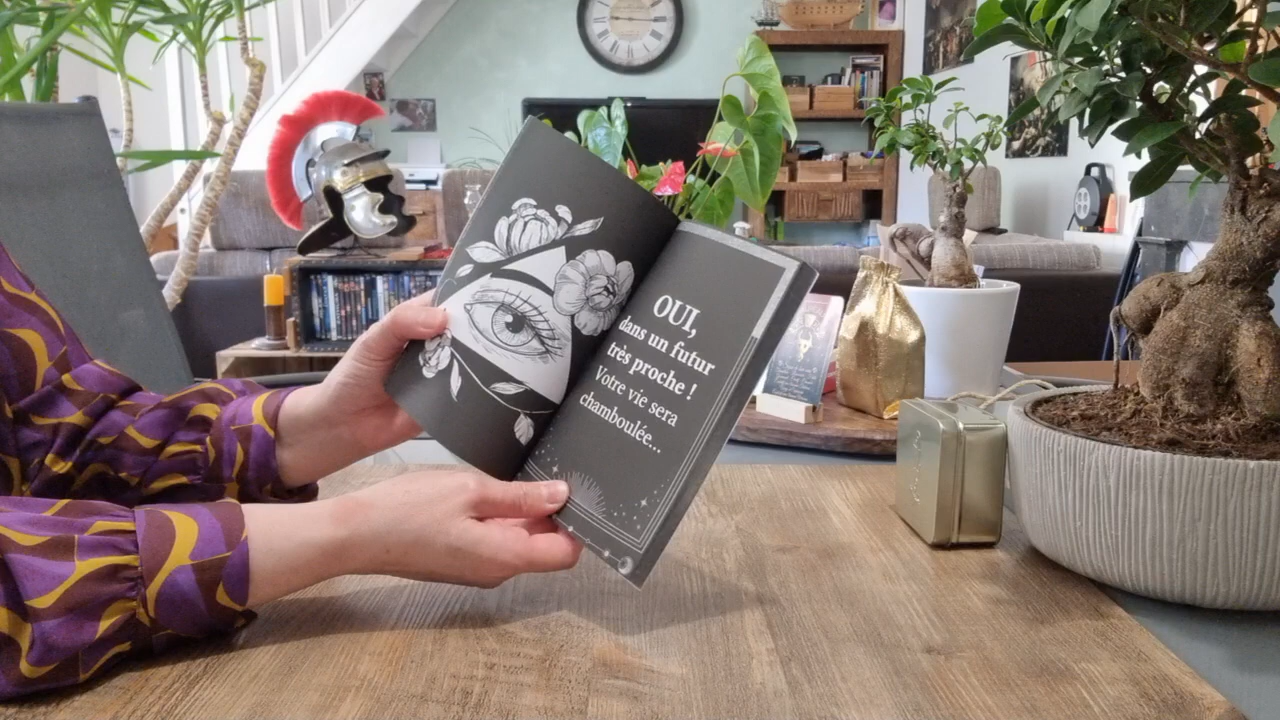 OUI,
dans un futur
très proche !
Votre vie sera
chamboulée...